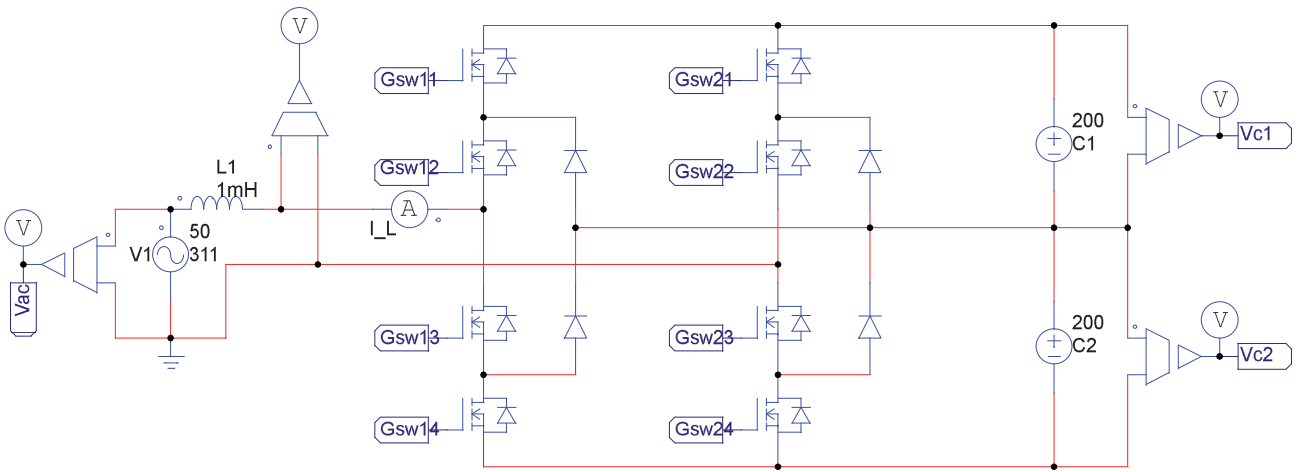 V
Gsw11
Gsw21
V
200
C1
Vc1
Gsw12
Gsw22
L1
1mH
A
I_L
V
50
V1
311
Vac
V
200
C2
Vc2
Gsw13
Gsw23
Gsw14
Gsw24